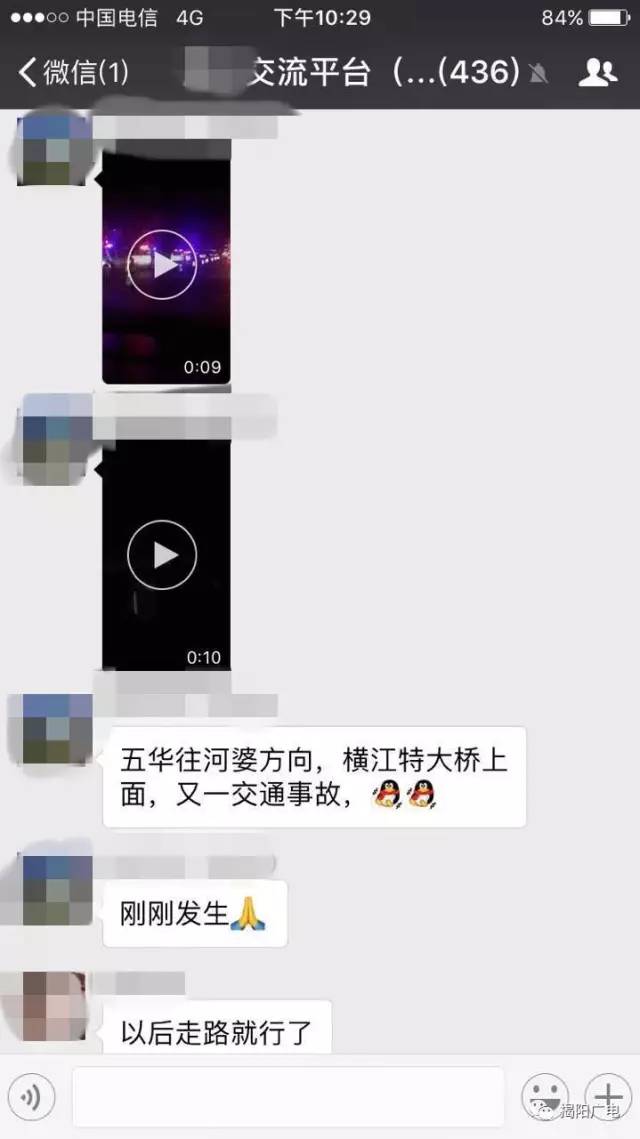 中国电信 4G 下午10:29 84%
微信(1) 交流平台（...(436)
0:09
0:10
五华往河婆方向，横江特大桥上
面，又一交通事故，
刚刚发生🙏
以后走路就行了
揭阳广电